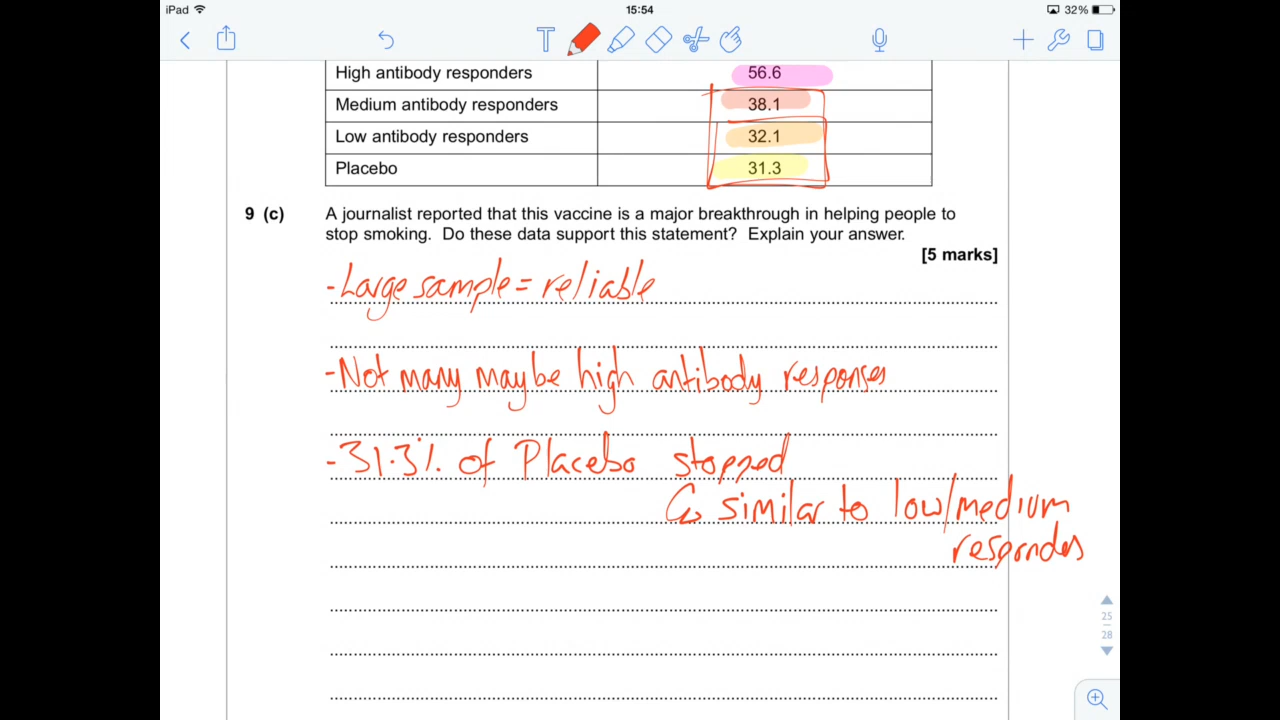 iPad 15:54 32%
T
High antibody responders 56.6
Medium antibody responders 38.1
Low antibody responders 32.1
Placebo 31.3
9 (c) A journalist reported that this vaccine is a major breakthrough in helping people to
stop smoking. Do these data support this statement? Explain your answer.
[5 marks]
-Large sample = reliable
-Not many maybe high antibody responses
-31.3% of Placebo stopped
similar to low/medium
respondes
25
28